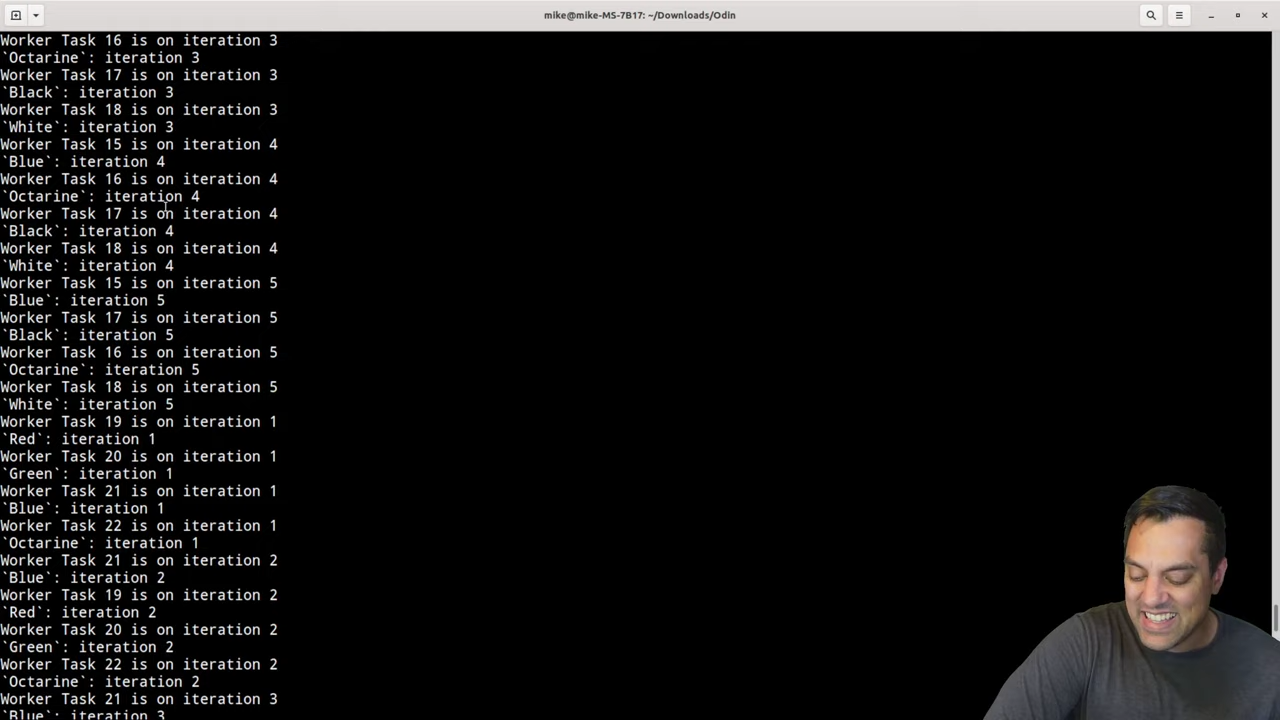 mike@mike-MS-7B17: ~/Downloads/Odin
Worker Task 16 is on iteration 3
`Octarine`: iteration 3
Worker Task 17 is on iteration 3
`Black`: iteration 3
Worker Task 18 is on iteration 3
`White`: iteration 3
Worker Task 15 is on iteration 4
`Blue`: iteration 4
Worker Task 16 is on iteration 4
`Octarine`: iteration 4
Worker Task 17 is on iteration 4
`Black`: iteration 4
Worker Task 18 is on iteration 4
`White`: iteration 4
Worker Task 15 is on iteration 5
`Blue`: iteration 5
Worker Task 17 is on iteration 5
`Black`: iteration 5
Worker Task 16 is on iteration 5
`Octarine`: iteration 5
Worker Task 18 is on iteration 5
`White`: iteration 5
Worker Task 19 is on iteration 1
`Red`: iteration 1
Worker Task 20 is on iteration 1
`Green`: iteration 1
Worker Task 21 is on iteration 1
`Blue`: iteration 1
Worker Task 22 is on iteration 1
`Octarine`: iteration 1
Worker Task 21 is on iteration 2
`Blue`: iteration 2
Worker Task 19 is on iteration 2
`Red`: iteration 2
Worker Task 20 is on iteration 2
`Green`: iteration 2
Worker Task 22 is on iteration 2
`Octarine`: iteration 2
Worker Task 21 is on iteration 3
`Blue`: iteration 3